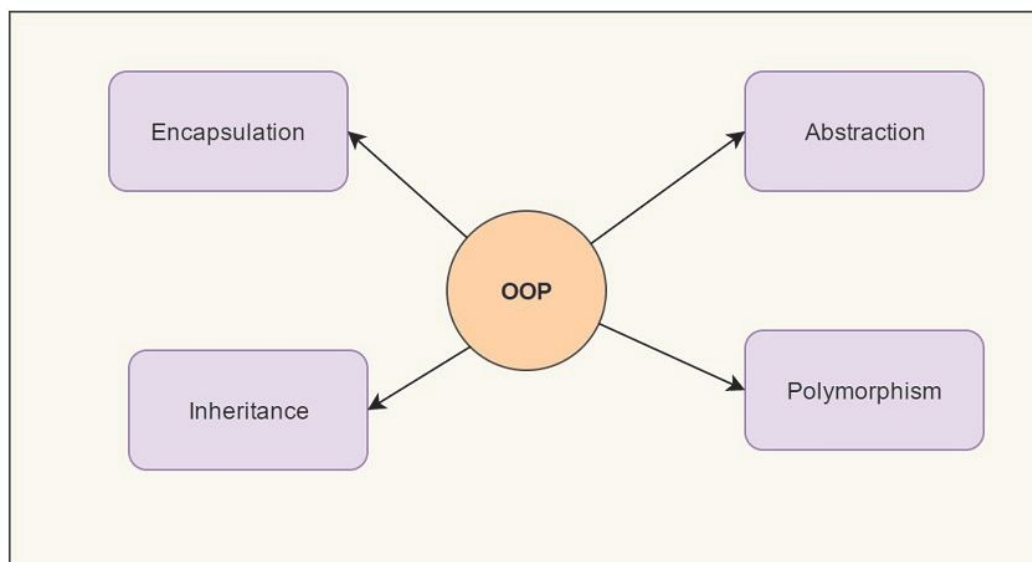 Encapsulation
Abstraction
OOP
Inheritance
Polymorphism